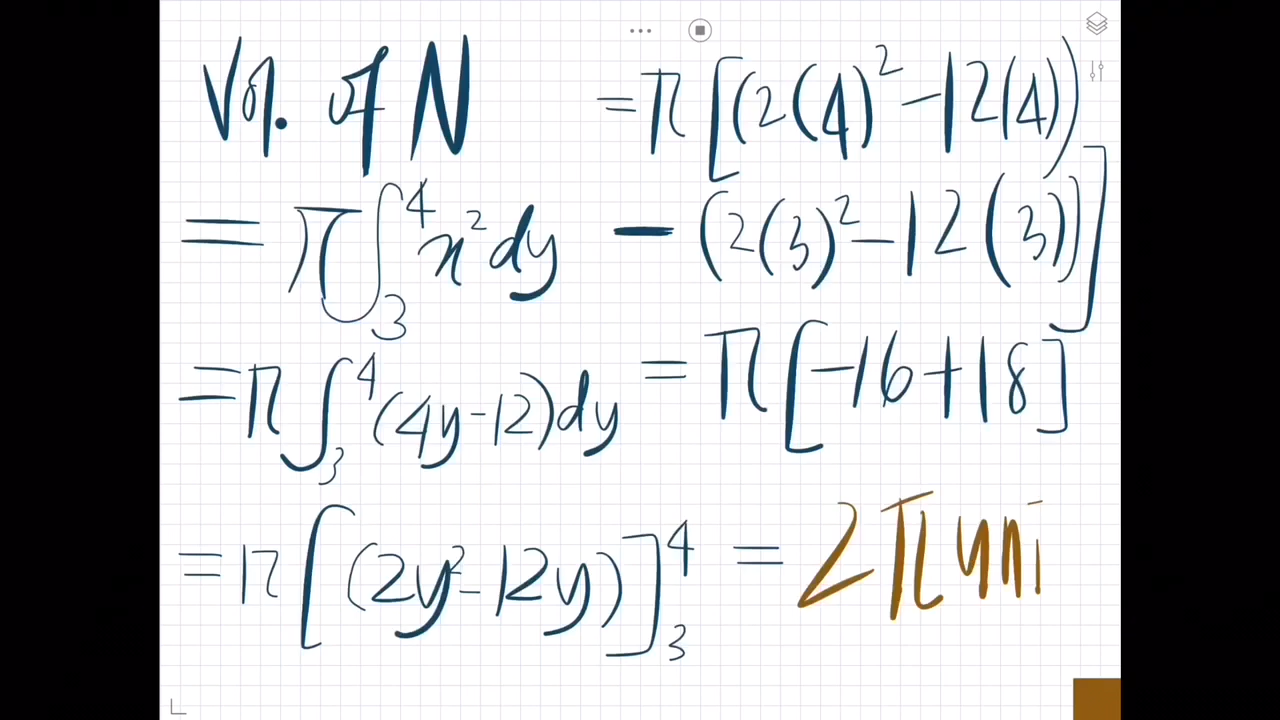 Vol. of N
= π∫₃⁴ x² dy
= π∫₃⁴ (4y-12) dy
= π[(2y²-12y)]₃⁴
= π[(2(4)²-12(4))
- (2(3)²-12(3))]
= π[-16+18]
= 2π uni